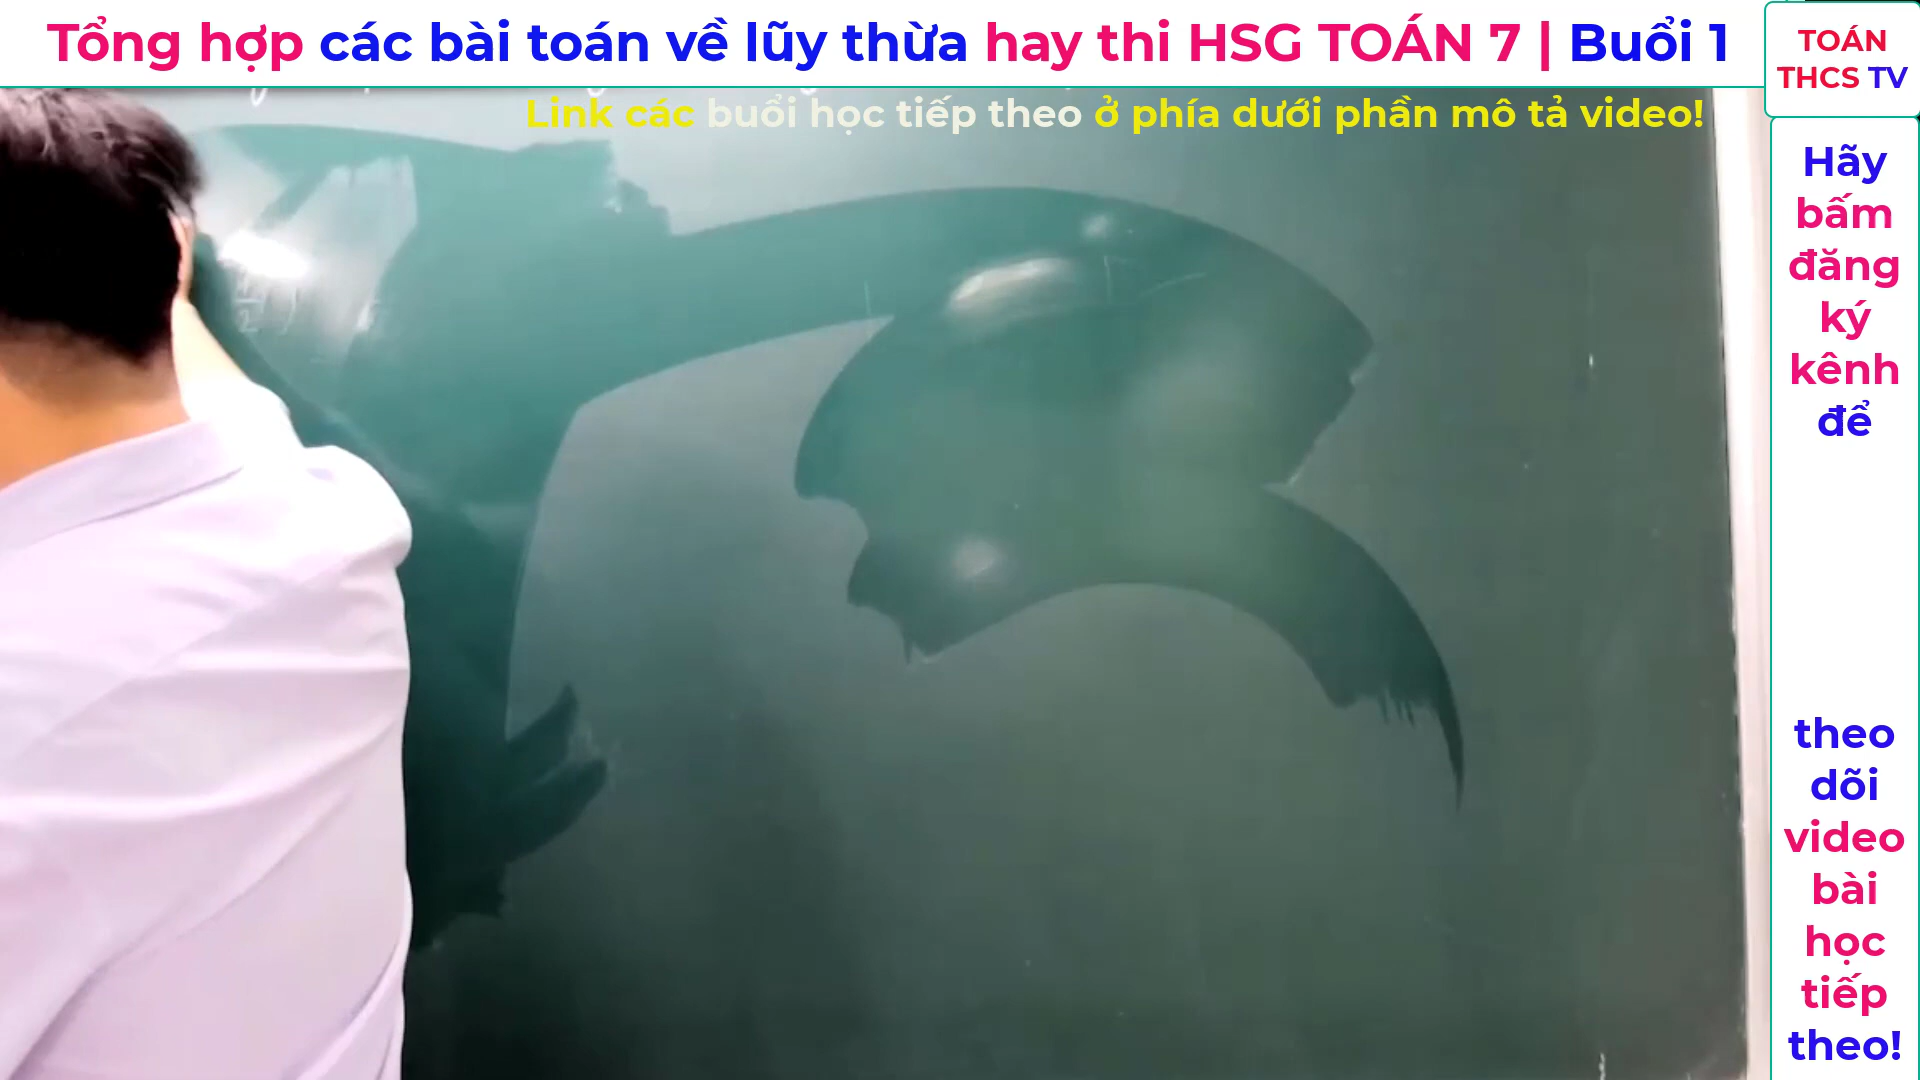 Tổng hợp các bài toán về lũy thừa hay thi HSG TOÁN 7 | Buổi 1
TOÁN
THCS TV
Link các buổi học tiếp theo ở phía dưới phần mô tả video!
Hãy
bấm
đăng
ký
kênh
để
theo
dõi
video
bài
học
tiếp
theo!